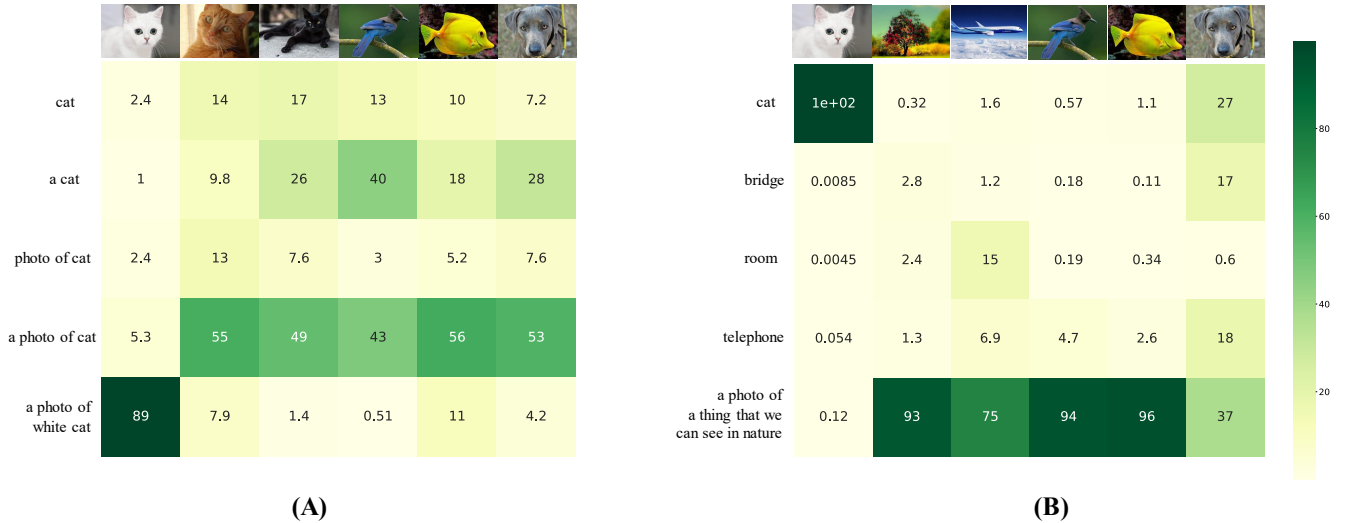 cat 2.4 14 17 13 10 7.2
a cat 1 9.8 26 40 18 28
photo of cat 2.4 13 7.6 3 5.2 7.6
a photo of cat 5.3 55 49 43 56 53
a photo of
white cat
89 7.9 1.4 0.51 11 4.2
(A)
cat 1e+02 0.32 1.6 0.57 1.1 27
bridge 0.0085 2.8 1.2 0.18 0.11 17
room 0.0045 2.4 15 0.19 0.34 0.6
telephone 0.054 1.3 6.9 4.7 2.6 18
a photo of
a thing that we
can see in nature
0.12 93 75 94 96 37
80
60
40
20
(B)